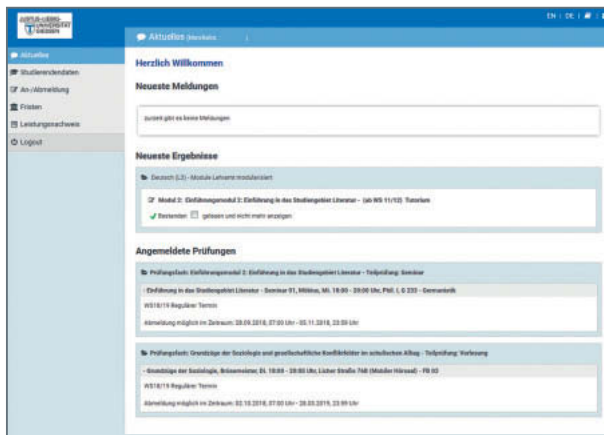 JUSTUS-LIEBIG-
UNIVERSITÄT
GIESSEN
EN | DE |
Aktuelles
Aktuelles
Studierendendaten
An-/Abmeldung
Fristen
Leistungsnachweis
Logout
Herzlich Willkommen
Neueste Meldungen
zurzeit gibt es keine Meldungen
Neueste Ergebnisse
Deutsch (L3) - Module Lehramt modularisiert
Modul 2: Einführungsmodul 2: Einführung in das Studiengebiet Literatur - (ab WS 11/12) Tutorium
Bestanden gelesen und nicht mehr anzeigen
Angemeldete Prüfungen
Prüfungsfach: Einführungsmodul 2: Einführung in das Studiengebiet Literatur - Teilprüfung: Seminar
- Einführung in das Studiengebiet Literatur - Seminar 01, Möbius, Mi. 18:00 - 20:00 Uhr, Phil. I, G 233 - Germanistik
WS18/19 Regulärer Termin
Abmeldung möglich im Zeitraum: 28.09.2018, 07:00 Uhr - 05.11.2018, 23:59 Uhr
Prüfungsfach: Grundzüge der Soziologie und gesellschaftliche Konfliktfelder im schulischen Alltag - Teilprüfung: Vorlesung
- Grundzüge der Soziologie, Brüsemeister, Di. 18:00 - 20:00 Uhr, Licher Straße 76B (Mobiler Hörsaal) - FB 03
WS18/19 Regulärer Termin
Abmeldung möglich im Zeitraum: 02.10.2018, 07:00 Uhr - 28.03.2019, 23:59 Uhr